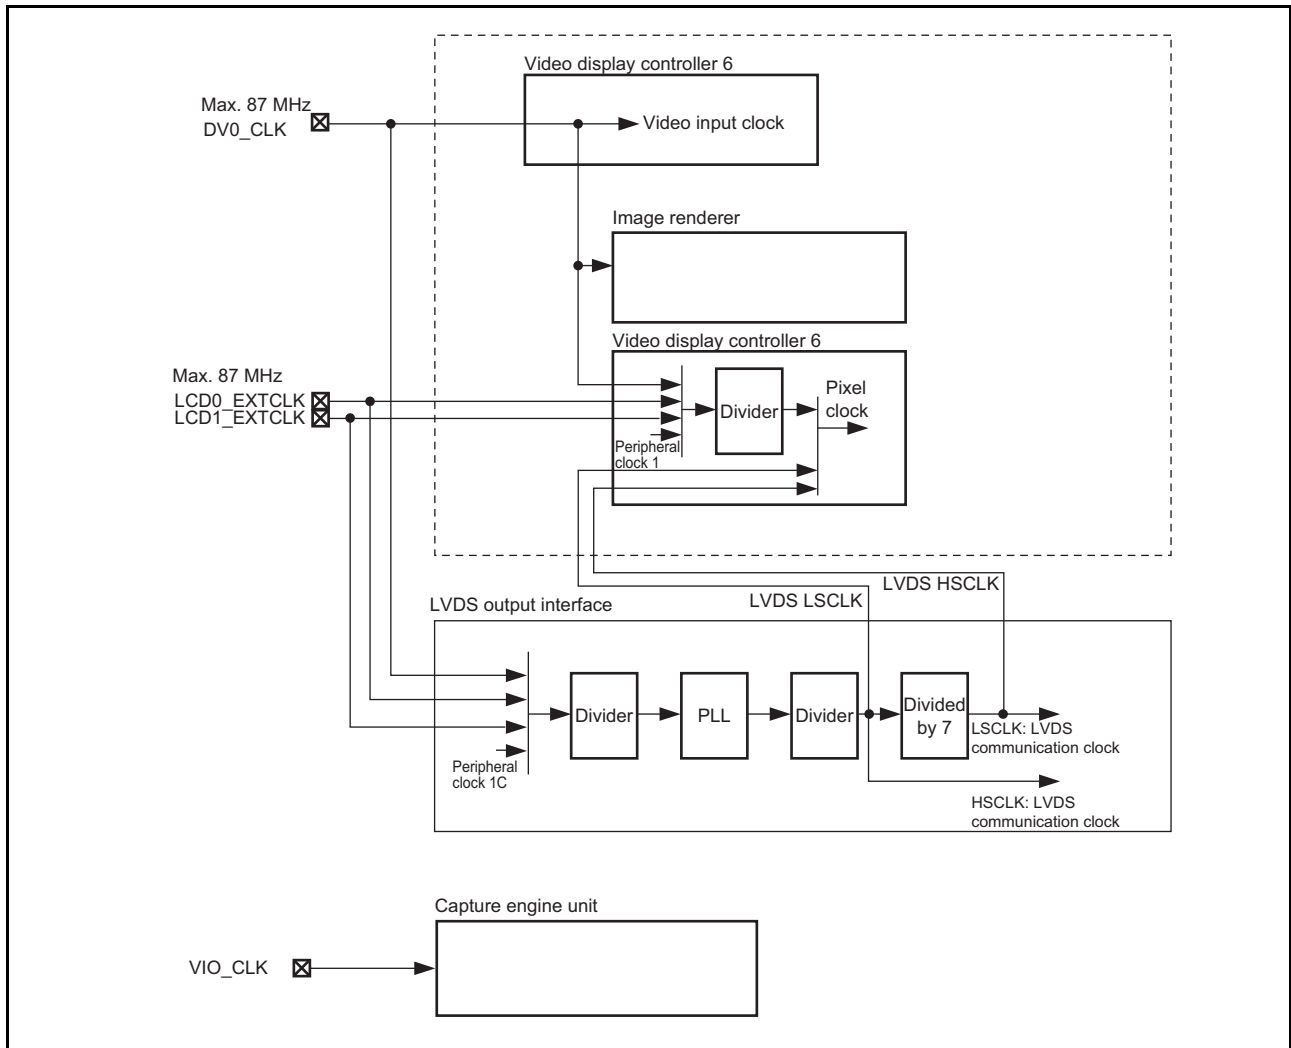 Video display controller 6
Max. 87 MHz
DV0_CLK
Video input clock
Image renderer
Video display controller 6
Max. 87 MHz
LCD0_EXTCLK
LCD1_EXTCLK
Divider
Pixel
clock
Peripheral
clock 1
LVDS HSCLK
LVDS LSCLK
LVDS output interface
Divider
PLL
Divider
Divided
by 7
LSCLK: LVDS
communication clock
Peripheral
clock 1C
HSCLK: LVDS
communication clock
Capture engine unit
VIO_CLK